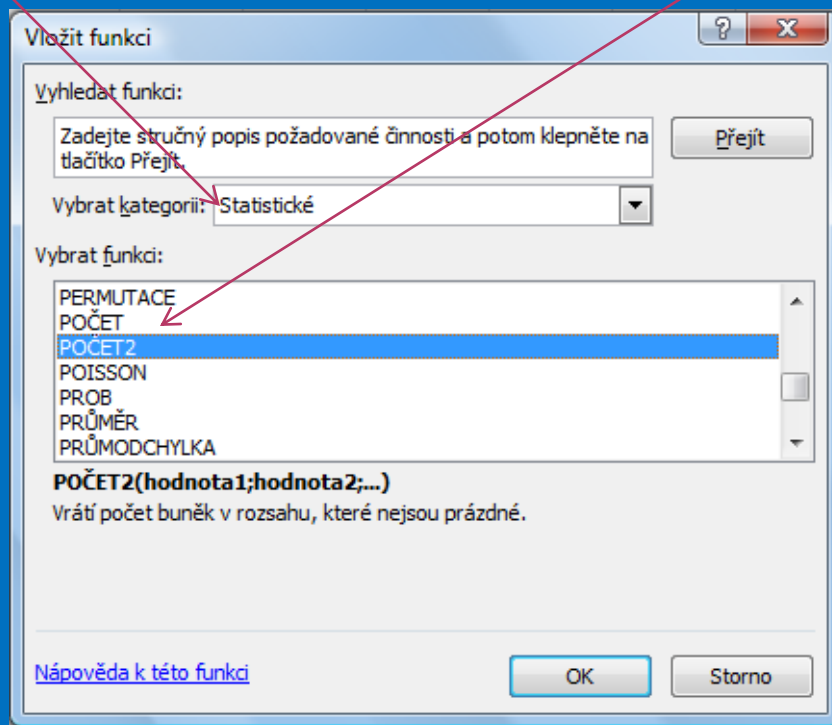 Vložit funkci
Vyhledat funkci:
Zadejte stručný popis požadované činnosti a potom klepněte na
tlačítko Přejít.
Přejít
Vybrat kategorii: Statistické
Vybrat funkci:
PERMUTACE
POČET
POČET2
POISSON
PROB
PRŮMĚR
PRŮMODCHYLKA
POČET2(hodnota1;hodnota2;...)
Vrátí počet buněk v rozsahu, které nejsou prázdné.
Nápověda k této funkci
OK
Storno